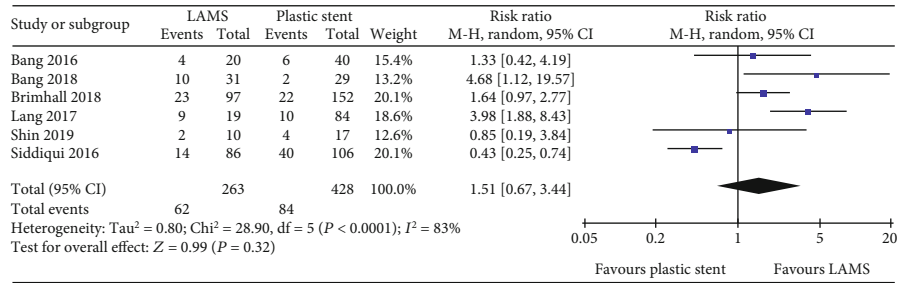 Study or subgroup LAMS Plastic stent Weight Risk ratio Risk ratio
Events Total Events Total M-H, random, 95% CI M-H, random, 95% CI
Bang 2016 4 20 6 40 15.4% 1.33 [0.42, 4.19]
Bang 2018 10 31 2 29 13.2% 4.68 [1.12, 19.57]
Brimhall 2018 23 97 22 152 20.1% 1.64 [0.97, 2.77]
Lang 2017 9 19 10 84 18.6% 3.98 [1.88, 8.43]
Shin 2019 2 10 4 17 12.6% 0.85 [0.19, 3.84]
Siddiqui 2016 14 86 40 106 20.1% 0.43 [0.25, 0.74]
Total (95% CI) 263 428 100.0% 1.51 [0.67, 3.44]
Total events 62 84
Heterogeneity: Tau² = 0.80; Chi² = 28.90, df = 5 (P < 0.0001); I² = 83%
Test for overall effect: Z = 0.99 (P = 0.32)
0.05 0.2 1 5 20
Favours plastic stent Favours LAMS